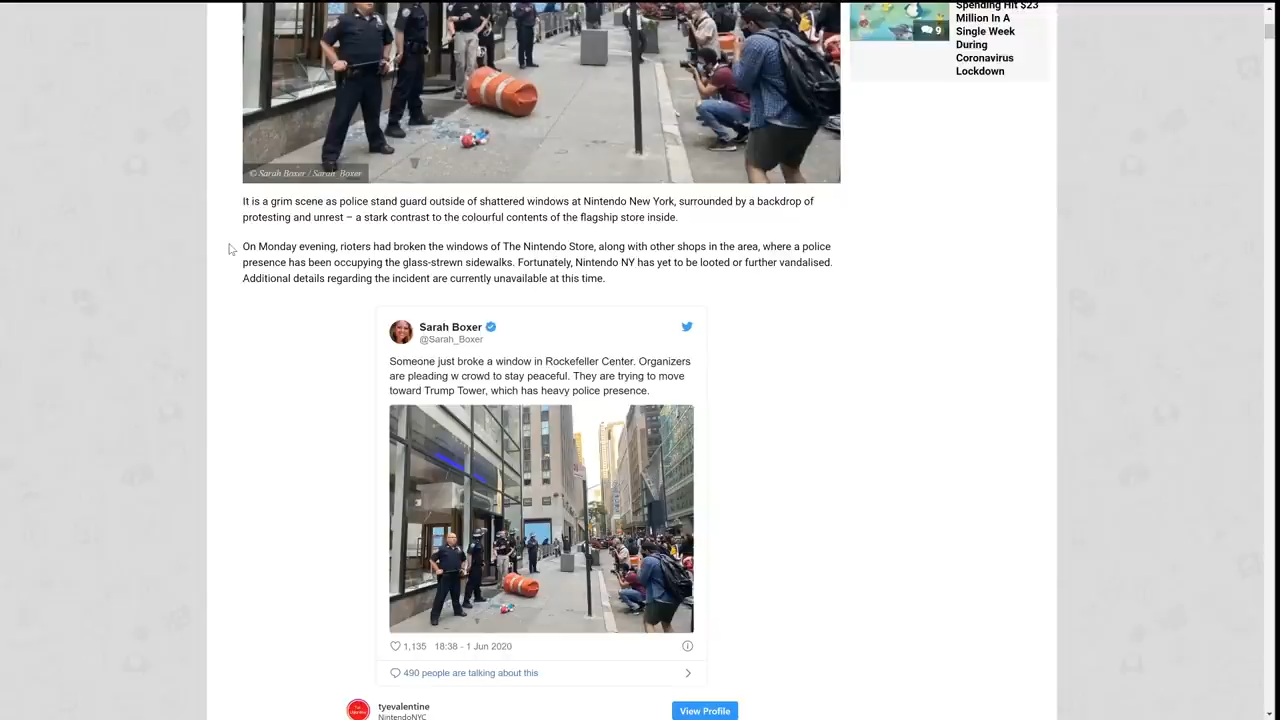 Spending Hit $23
Million In A
Single Week
During
Coronavirus
Lockdown
9
© Sarah Boxer / Sarah_Boxer
It is a grim scene as police stand guard outside of shattered windows at Nintendo New York, surrounded by a backdrop of
protesting and unrest – a stark contrast to the colourful contents of the flagship store inside.
On Monday evening, rioters had broken the windows of The Nintendo Store, along with other shops in the area, where a police
presence has been occupying the glass-strewn sidewalks. Fortunately, Nintendo NY has yet to be looted or further vandalised.
Additional details regarding the incident are currently unavailable at this time.
Sarah Boxer
@Sarah_Boxer
Someone just broke a window in Rockefeller Center. Organizers
are pleading w crowd to stay peaceful. They are trying to move
toward Trump Tower, which has heavy police presence.
1,135 18:38 - 1 Jun 2020
490 people are talking about this
tyevalentine
NintendoNYC
View Profile